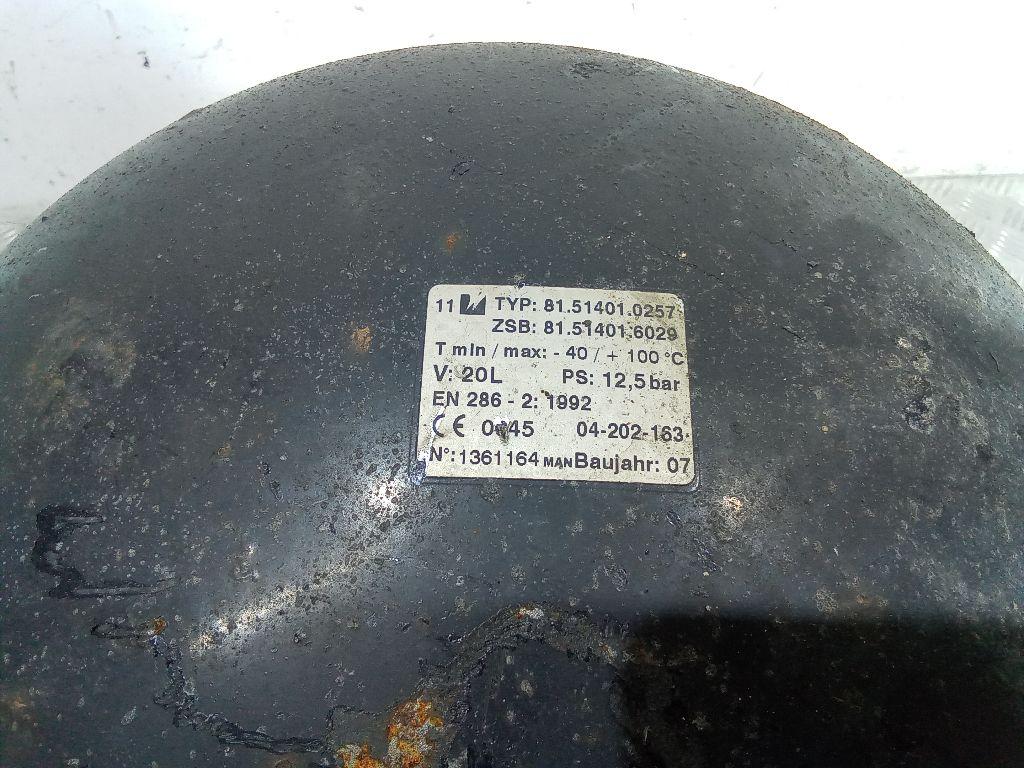 11 TYP: 81.51401.0257
ZSB: 81.51401.6029
T min / max: - 40 / + 100 °C
V: 20L PS: 12,5 bar
EN 286 - 2: 1992
CE 04-202-163
N°: 1361164 MAN Baujahr: 07